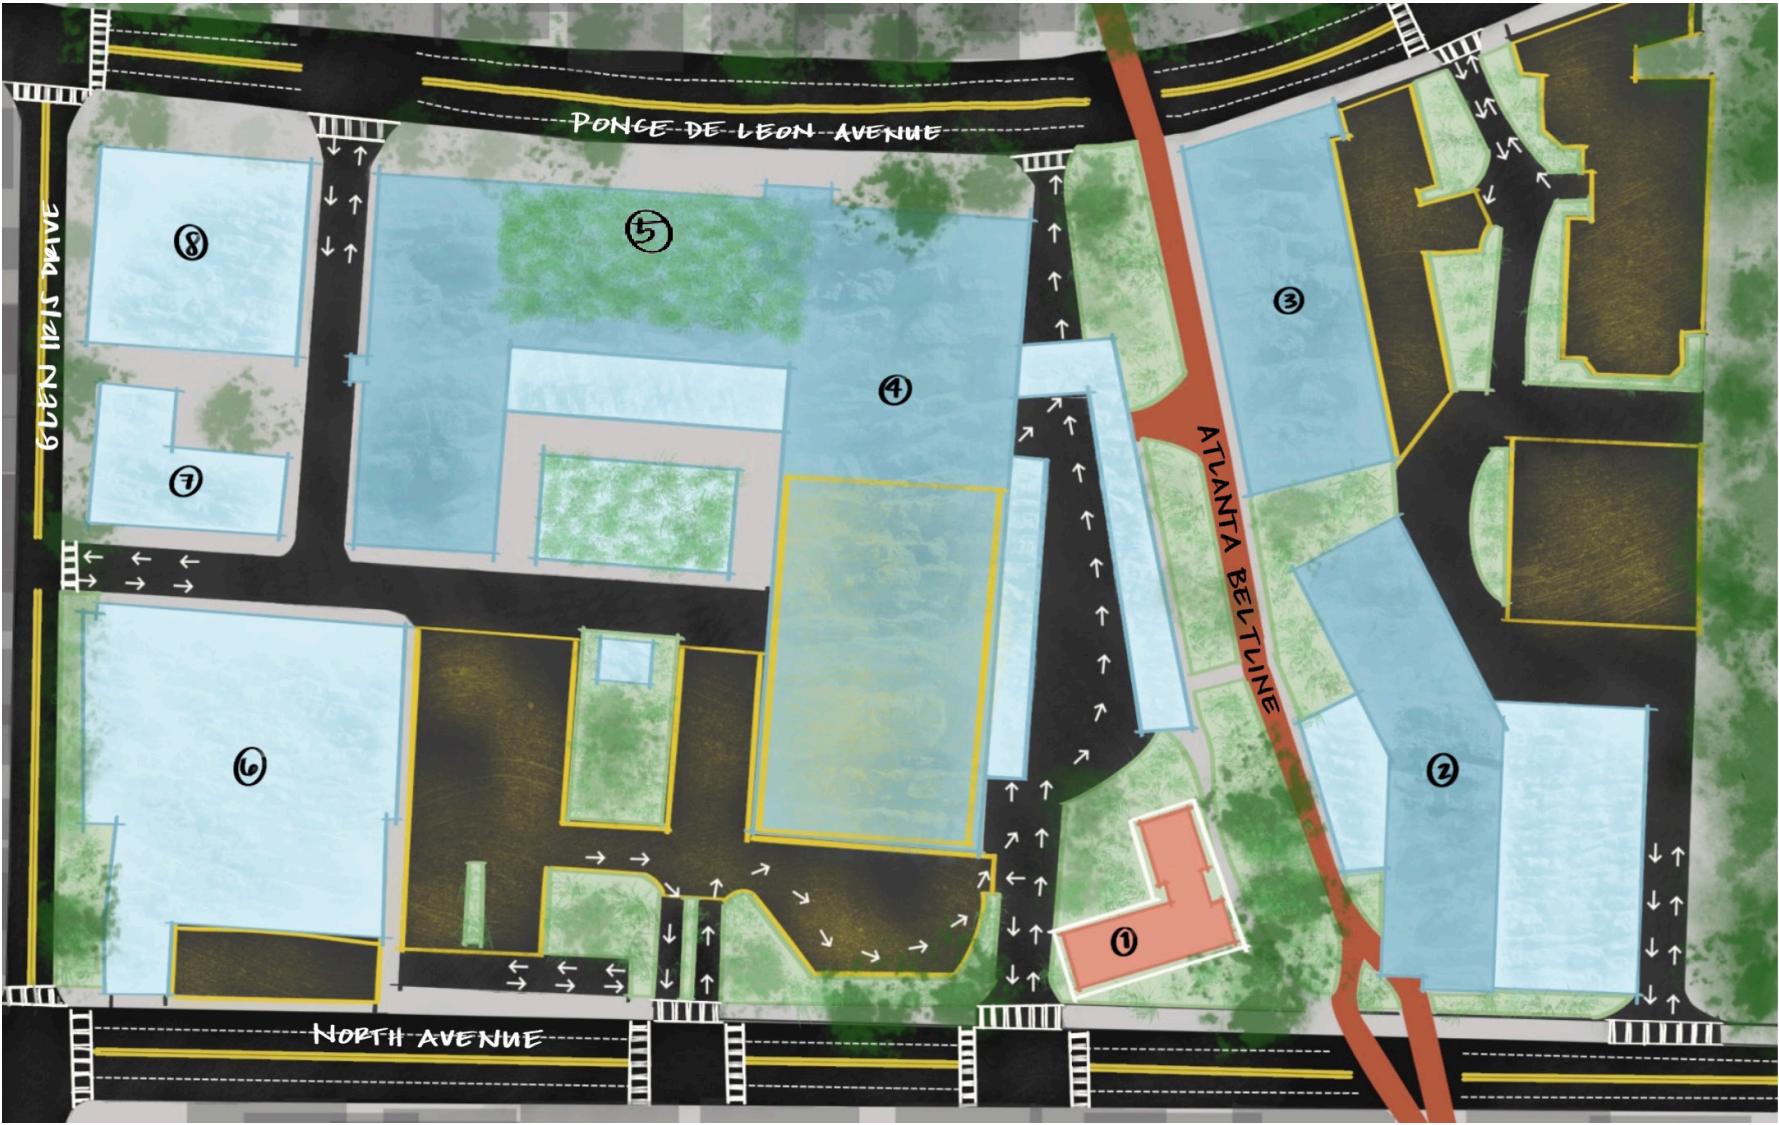 PONCE DE LEON AVENUE
GLEN IRIS DRIVE
⑧
⑤
③
④
⑦
ATLANTA BELTLINE
⑥
②
①
NORTH AVENUE